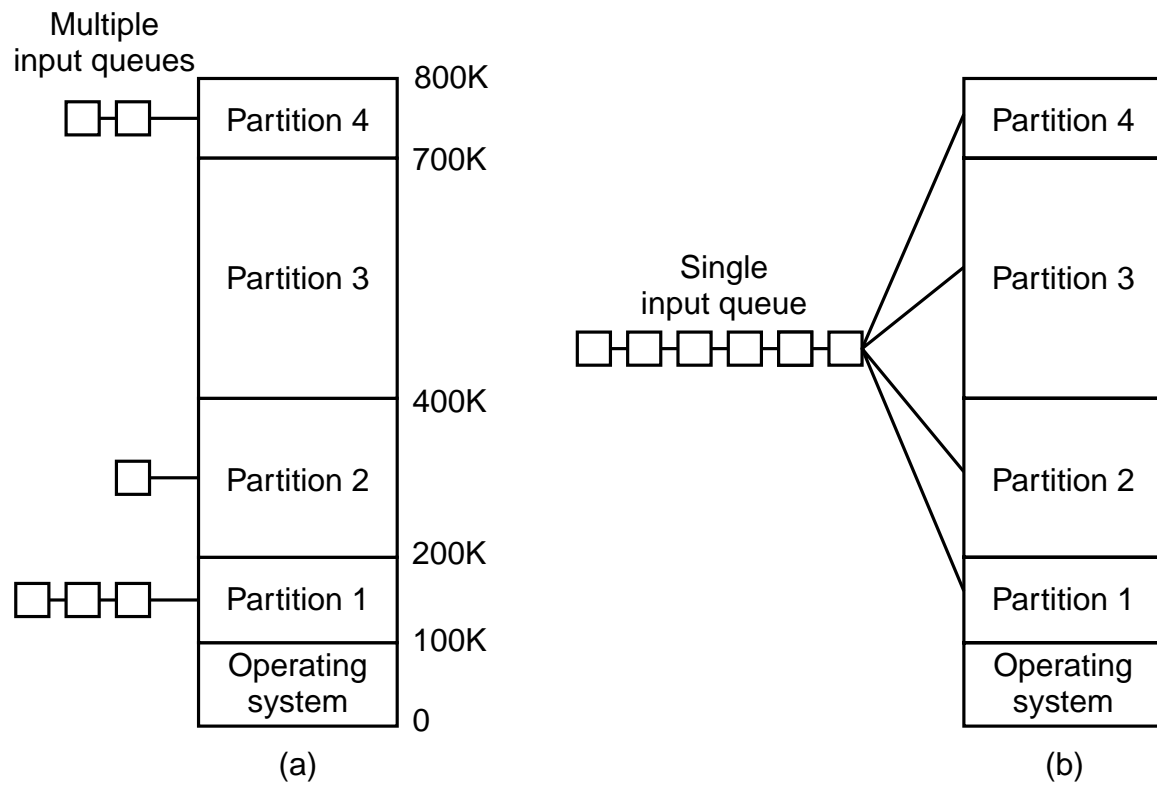 Multiple
input queues
800K
Partition 4
700K
Partition 3
400K
Partition 2
200K
Partition 1
100K
Operating
system
0
(a)
Single
input queue
Partition 4
Partition 3
Partition 2
Partition 1
Operating
system
(b)